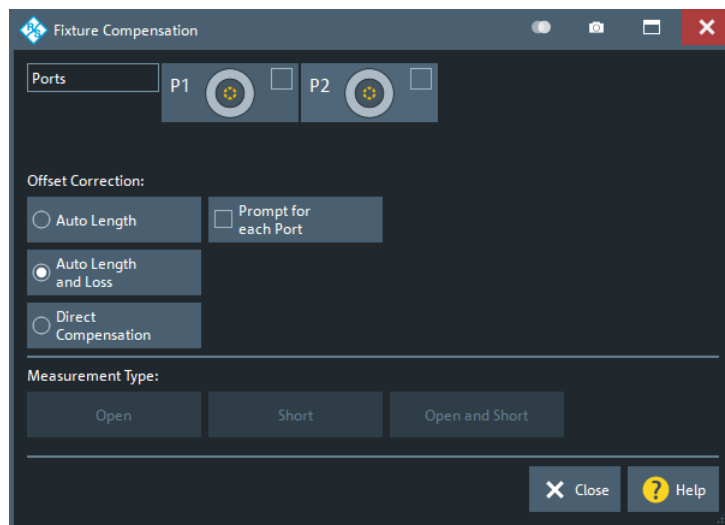 Fixture Compensation
Ports
P1
P2
Offset Correction:
Auto Length
Prompt for
each Port
Auto Length
and Loss
Direct
Compensation
Measurement Type:
Open
Short
Open and Short
Close
? Help